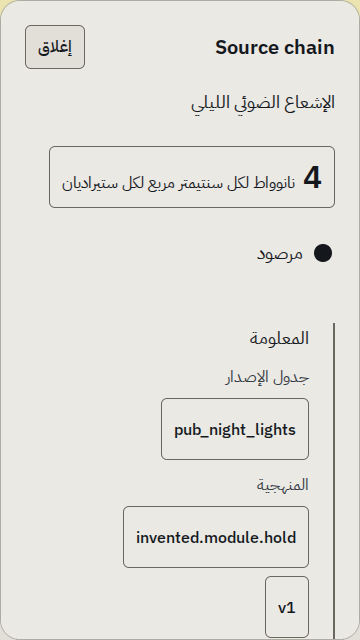 Source chain
إغلاق
الإشعاع الضوئي الليلي
4 نانوواط لكل سنتيمتر مربع لكل ستيراديان
مرصود
المعلومة
جدول الإصدار
pub_night_lights
المنهجية
invented.module.hold
v1